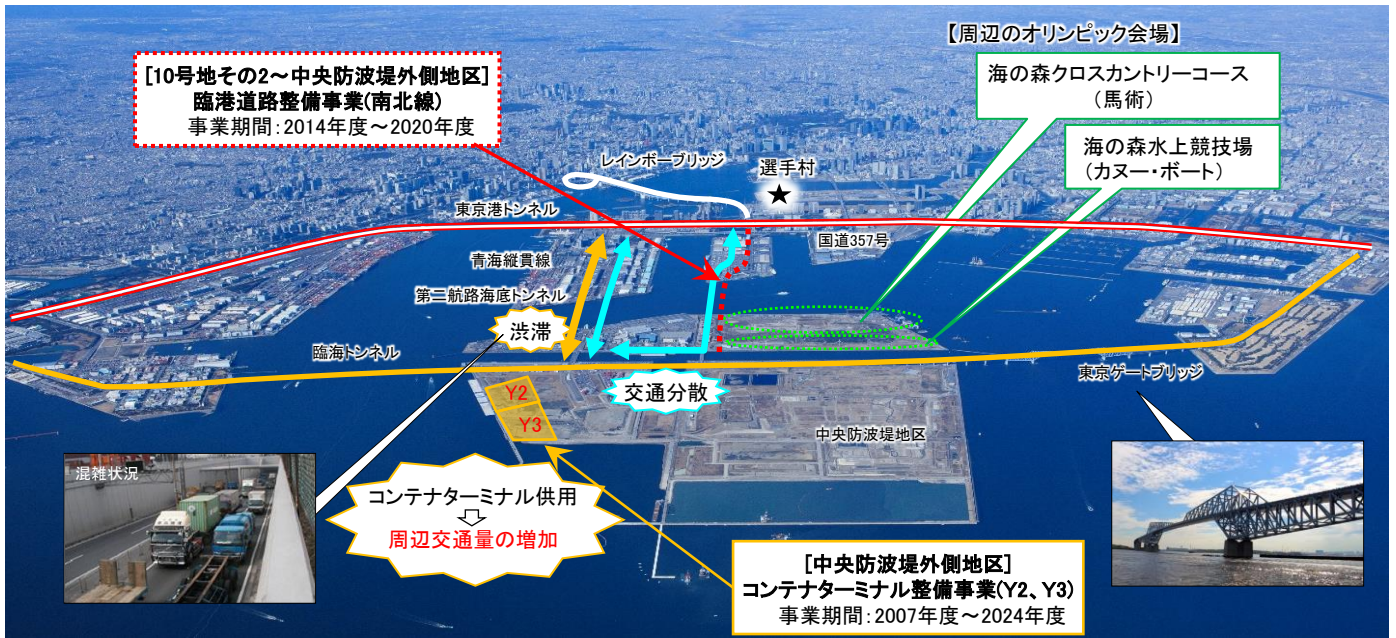 【周辺のオリンピック会場】
[10号地その2～中央防波堤外側地区]
臨港道路整備事業(南北線)
事業期間：2014年度～2020年度
海の森クロスカントリーコース
（馬術）
海の森水上競技場
（カヌー・ボート）
レインボーブリッジ
選手村
東京港トンネル
国道357号
青海縦貫線
第二航路海底トンネル
渋滞
臨海トンネル
交通分散
東京ゲートブリッジ
Y2
Y3
中央防波堤地区
混雑状況
コンテナターミナル供用
周辺交通量の増加
[中央防波堤外側地区]
コンテナターミナル整備事業(Y2、Y3)
事業期間：2007年度～2024年度